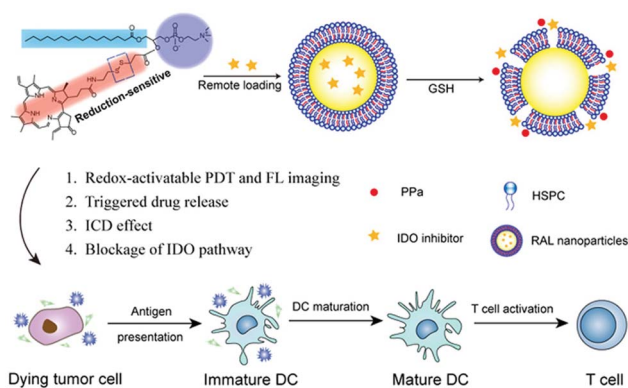 Reduction-sensitive
Remote loading
GSH
1. Redox-activatable PDT and FL imaging
2. Triggered drug release
3. ICD effect
4. Blockage of IDO pathway
PPa
HSPC
IDO inhibitor
RAL nanoparticles
Antigen
presentation
DC maturation
T cell activation
Dying tumor cell
Immature DC
Mature DC
T cell